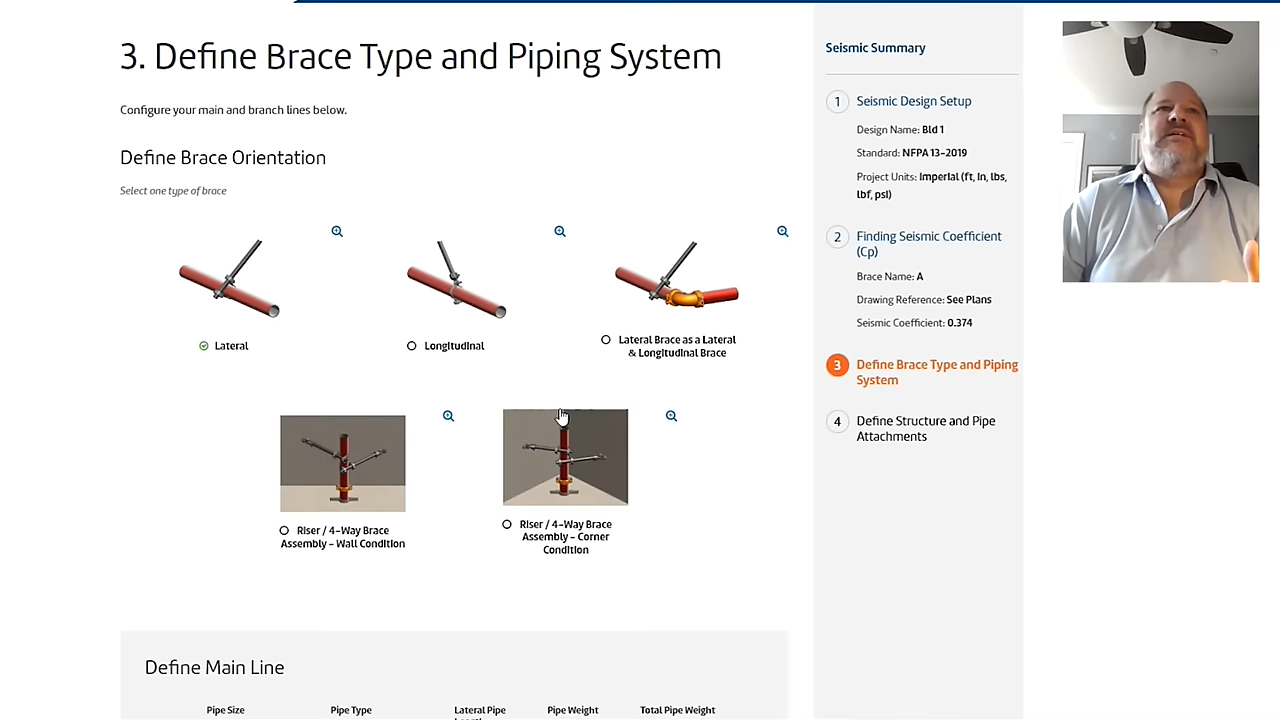 3. Define Brace Type and Piping System
Configure your main and branch lines below.
Define Brace Orientation
Select one type of brace
Lateral
Longitudinal
Lateral Brace as a Lateral
& Longitudinal Brace
Riser / 4-Way Brace
Assembly - Wall Condition
Riser / 4-Way Brace
Assembly - Corner
Condition
Define Main Line
Pipe Size
Pipe Type
Lateral Pipe
Pipe Weight
Total Pipe Weight
Seismic Summary
1 Seismic Design Setup
Design Name: Bld 1
Standard: NFPA 13-2019
Project Units: Imperial (ft, in, lbs,
lbf, psi)
2 Finding Seismic Coefficient
(Cp)
Brace Name: A
Drawing Reference: See Plans
Seismic Coefficient: 0.374
3 Define Brace Type and Piping
System
4 Define Structure and Pipe
Attachments